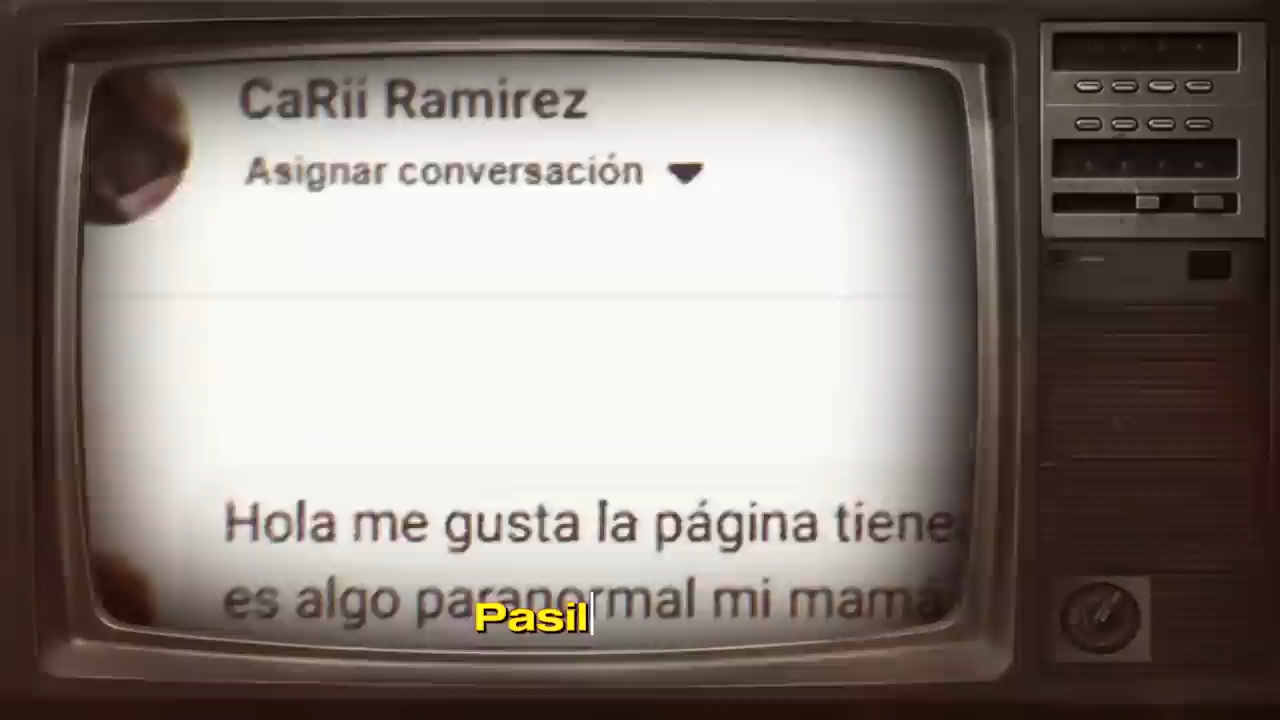 CaRii Ramirez
Asignar conversación
Hola me gusta la página tiene
es algo paranormal mi mamá
Pasil